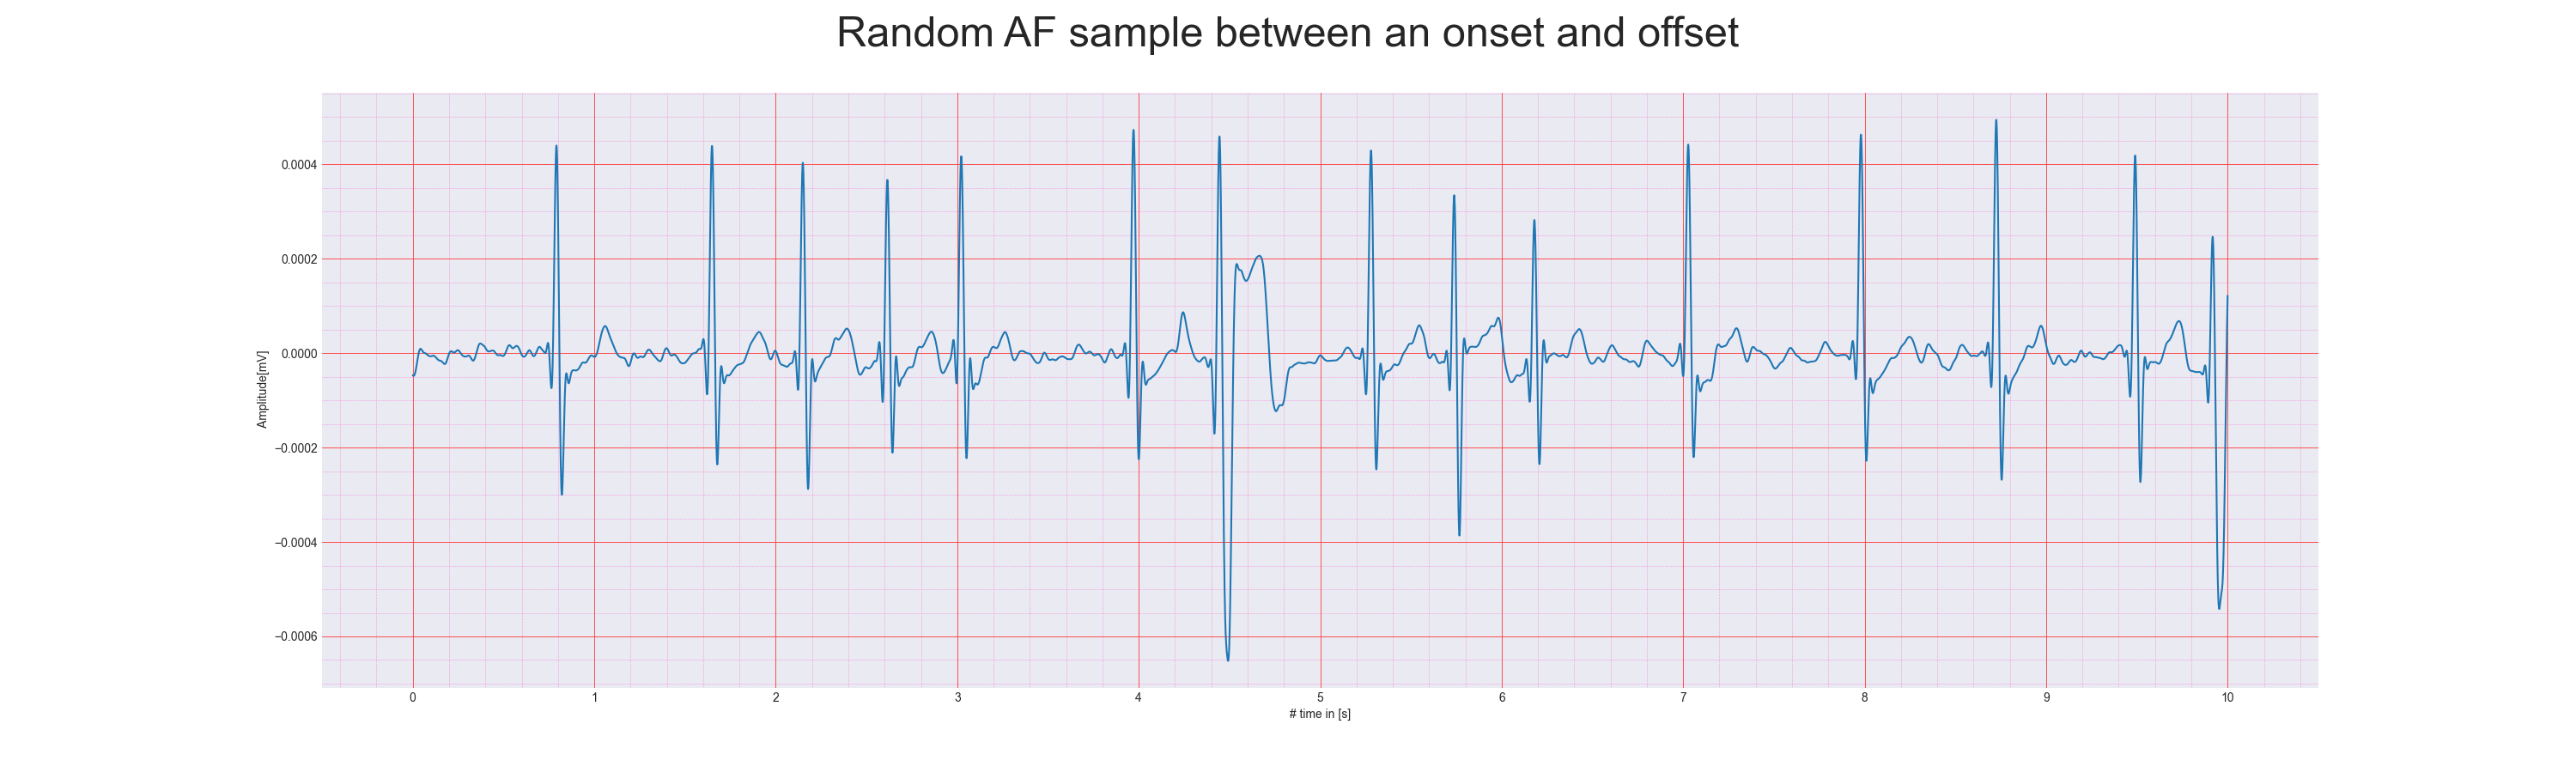 Random AF sample between an onset and offset
0.0004
0.0002
0.0000
−0.0002
−0.0004
−0.0006
Amplitude[mV]
0 1 2 3 4 5 6 7 8 9 10
# time in [s]